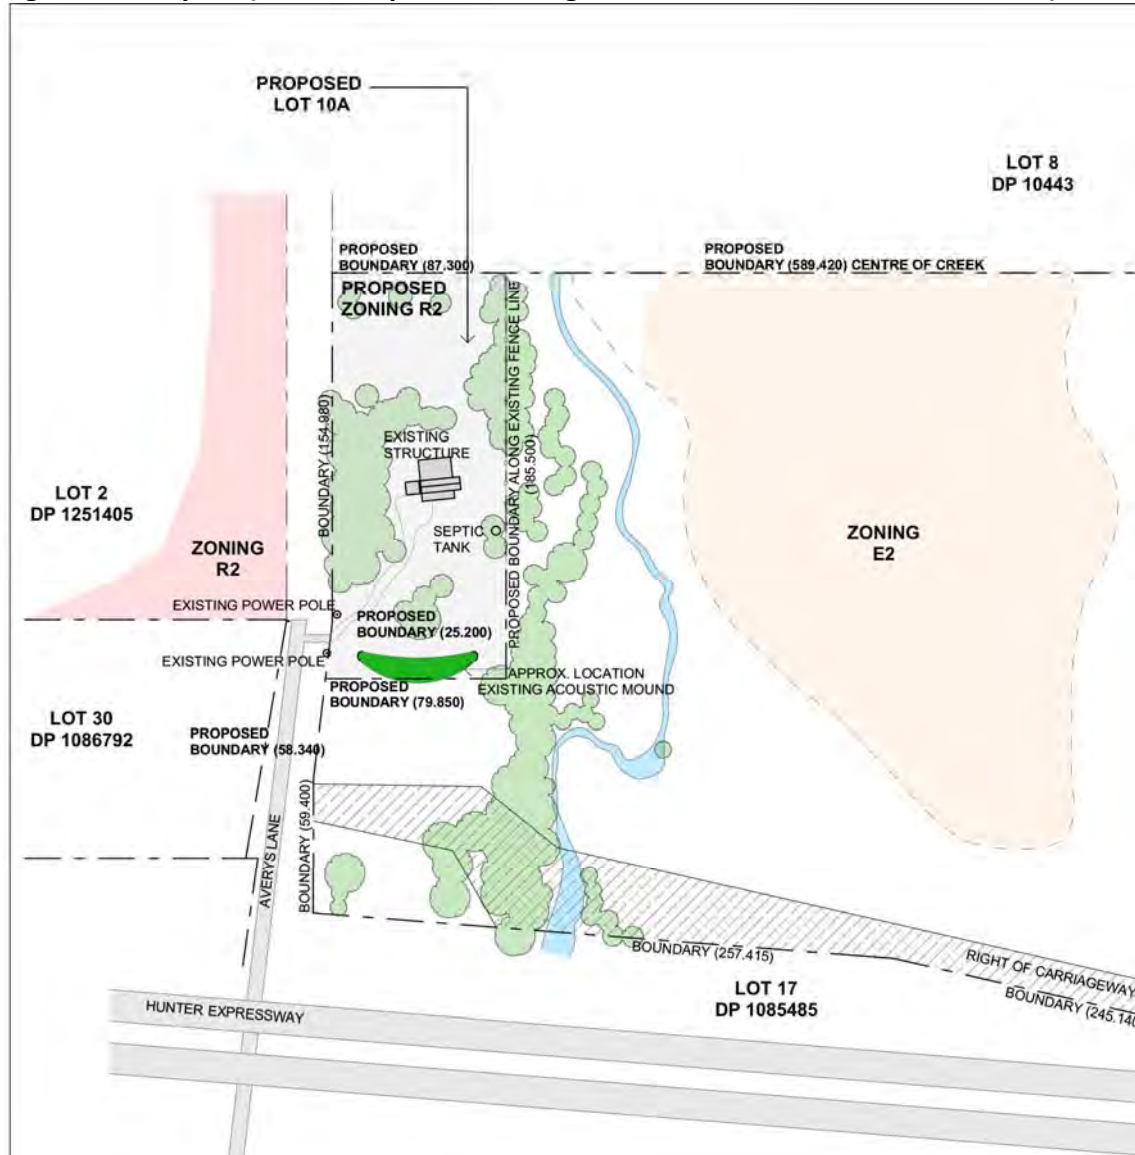 PROPOSED
LOT 10A
LOT 8
DP 10443
PROPOSED
BOUNDARY (87.300)
PROPOSED
BOUNDARY (589.420) CENTRE OF CREEK
PROPOSED
ZONING R2
PROPOSED BOUNDARY ALONG EXISTING FENCE LINE
(185.500)
BOUNDARY (154.980)
EXISTING
STRUCTURE
LOT 2
DP 1251405
SEPTIC
TANK
ZONING
E2
ZONING
R2
EXISTING POWER POLE
PROPOSED
BOUNDARY (25.200)
EXISTING POWER POLE
APPROX. LOCATION
EXISTING ACOUSTIC MOUND
PROPOSED
BOUNDARY (79.850)
LOT 30
DP 1086792
PROPOSED
BOUNDARY (58.340)
BOUNDARY (59.400)
AVERYS LANE
BOUNDARY (257.415)
RIGHT OF CARRIAGEWAY
BOUNDARY (245.140
LOT 17
DP 1085485
HUNTER EXPRESSWAY